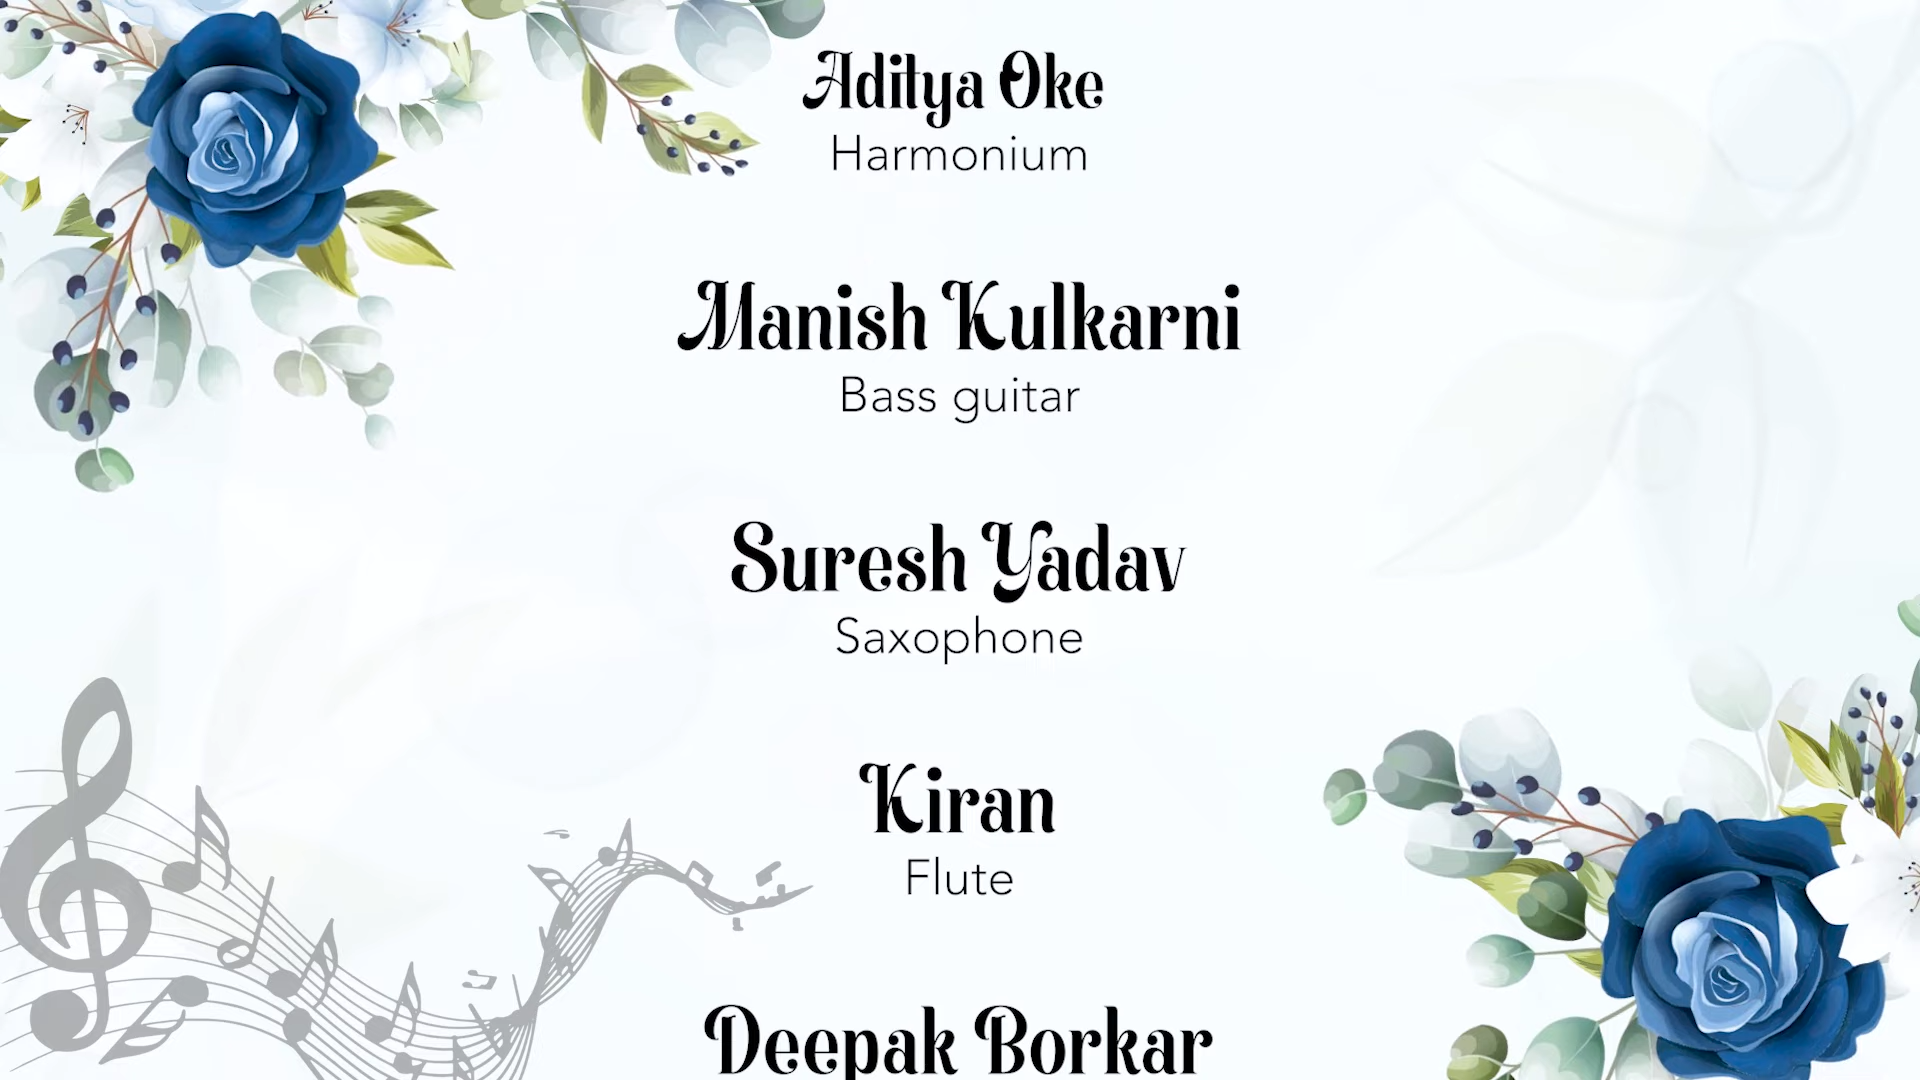 Aditya Oke
Harmonium
Manish Kulkarni
Bass guitar
Suresh Yadav
Saxophone
Kiran
Flute
Deepak Borkar